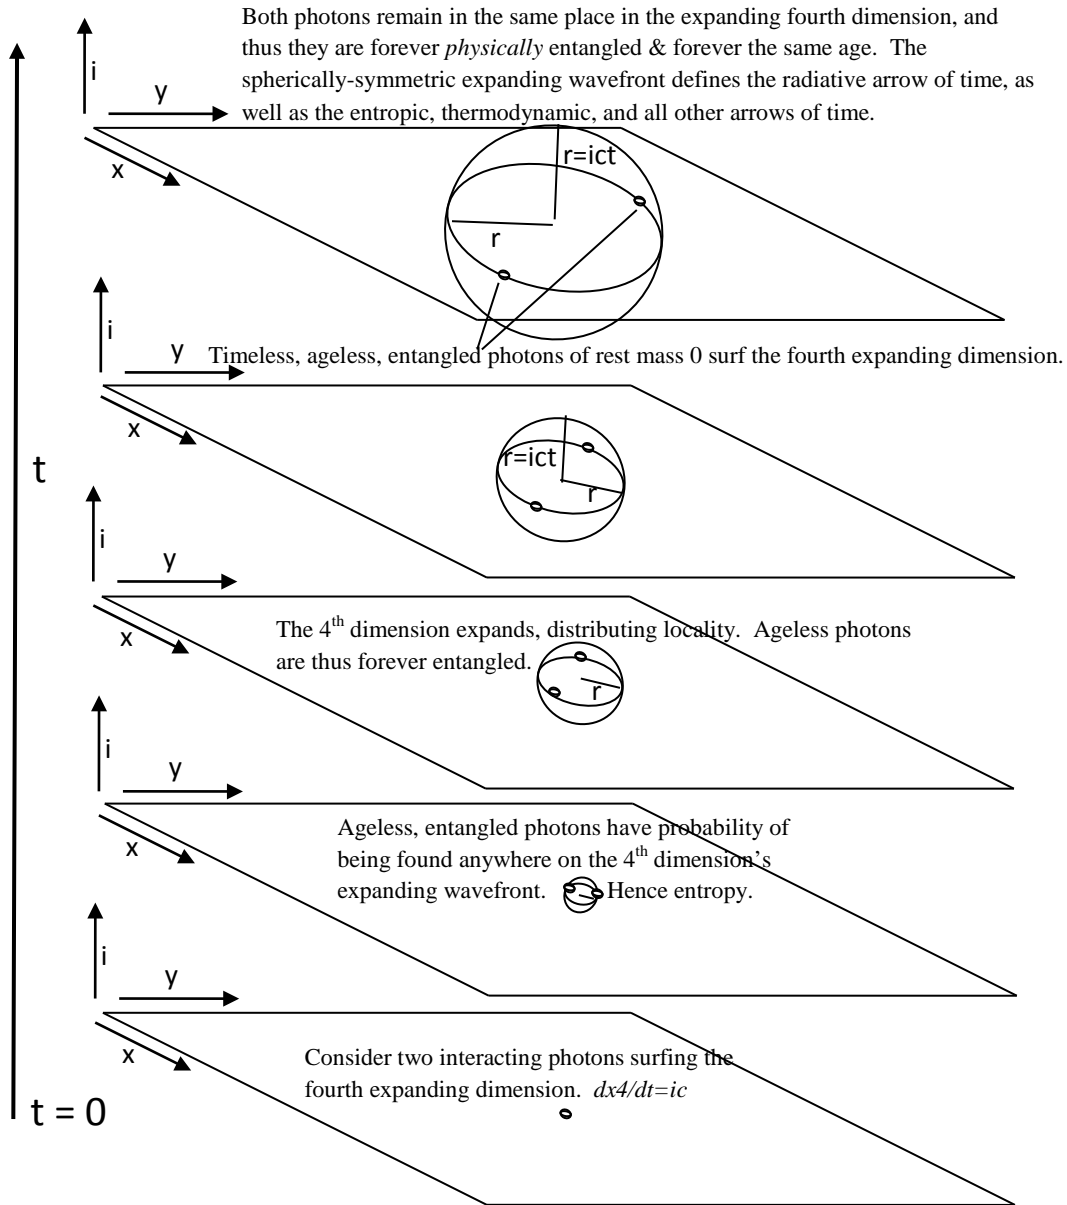 Both photons remain in the same place in the expanding fourth dimension, and
thus they are forever physically entangled & forever the same age. The
spherically-symmetric expanding wavefront defines the radiative arrow of time, as
well as the entropic, thermodynamic, and all other arrows of time.
i
y
x
r=ict
r
i
y
Timeless, ageless, entangled photons of rest mass 0 surf the fourth expanding dimension.
x
r=ict
r
t
i
y
x
The 4th dimension expands, distributing locality. Ageless photons
are thus forever entangled.
r
i
y
x
Ageless, entangled photons have probability of
being found anywhere on the 4th dimension's
expanding wavefront. Hence entropy.
i
y
x
Consider two interacting photons surfing the
fourth expanding dimension. dx4/dt=ic
t = 0